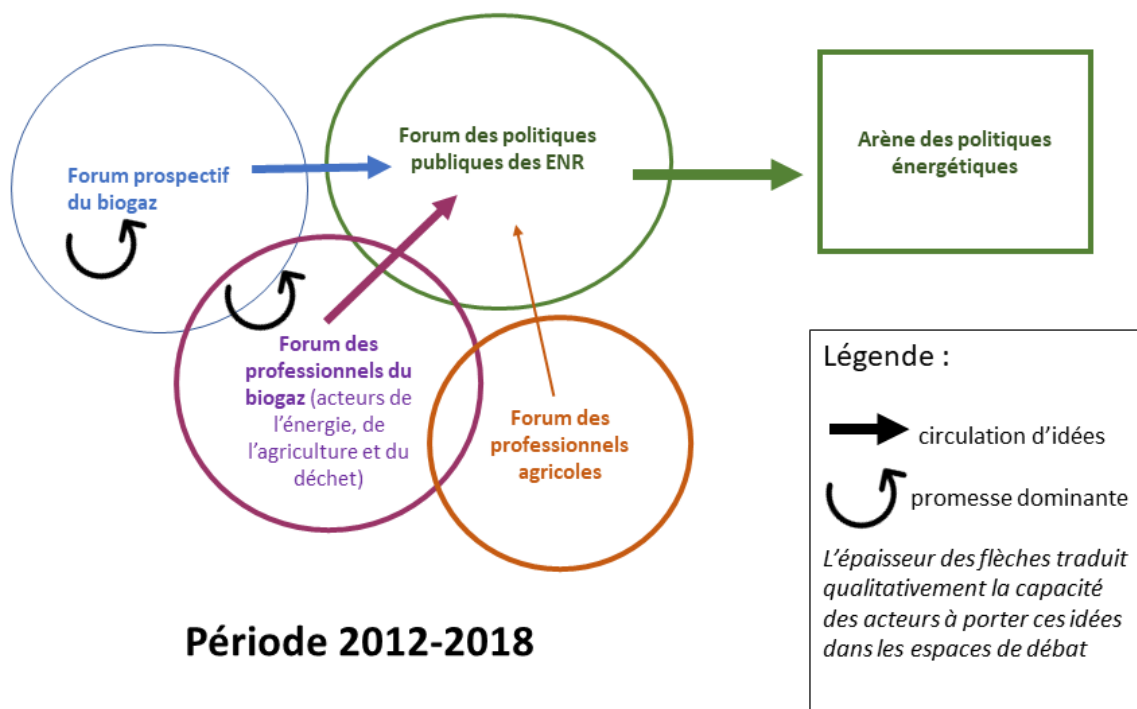 Forum prospectif
du biogaz
Forum des politiques
publiques des ENR
Arène des politiques
énergétiques
Forum des
professionnels du
biogaz (acteurs de
l'énergie, de
l'agriculture et du
déchet)
Forum des
professionnels
agricoles
Légende :
circulation d'idées
promesse dominante
L'épaisseur des flèches traduit
qualitativement la capacité
des acteurs à porter ces idées
dans les espaces de débat
Période 2012-2018